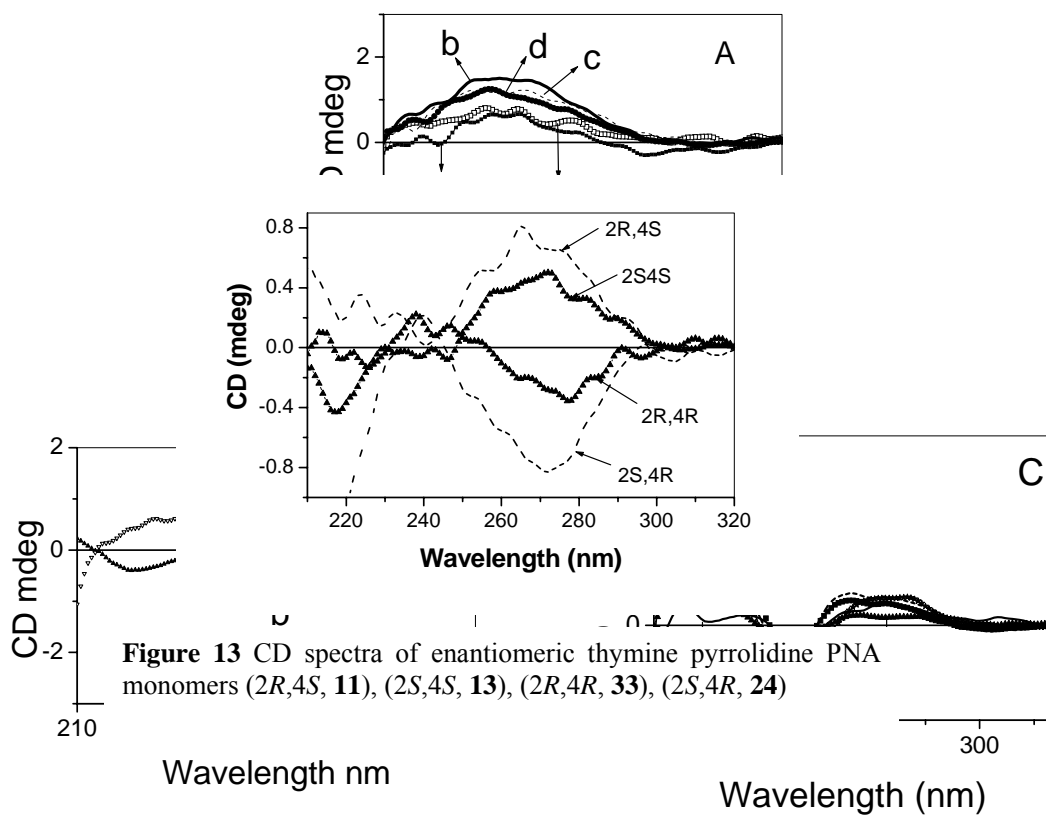 b d c A
2
0
CD mdeg
0.8
0.4
0.0
-0.4
-0.8
CD (mdeg)
2R,4S
2S4S
2R,4R
2S,4R
220 240 260 280 300 320
Wavelength (nm)
2
0
-2
CD mdeg
210
Wavelength nm
C
0
300
Wavelength (nm)
Figure 13 CD spectra of enantiomeric thymine pyrrolidine PNA
monomers (2R,4S, 11), (2S,4S, 13), (2R,4R, 33), (2S,4R, 24)